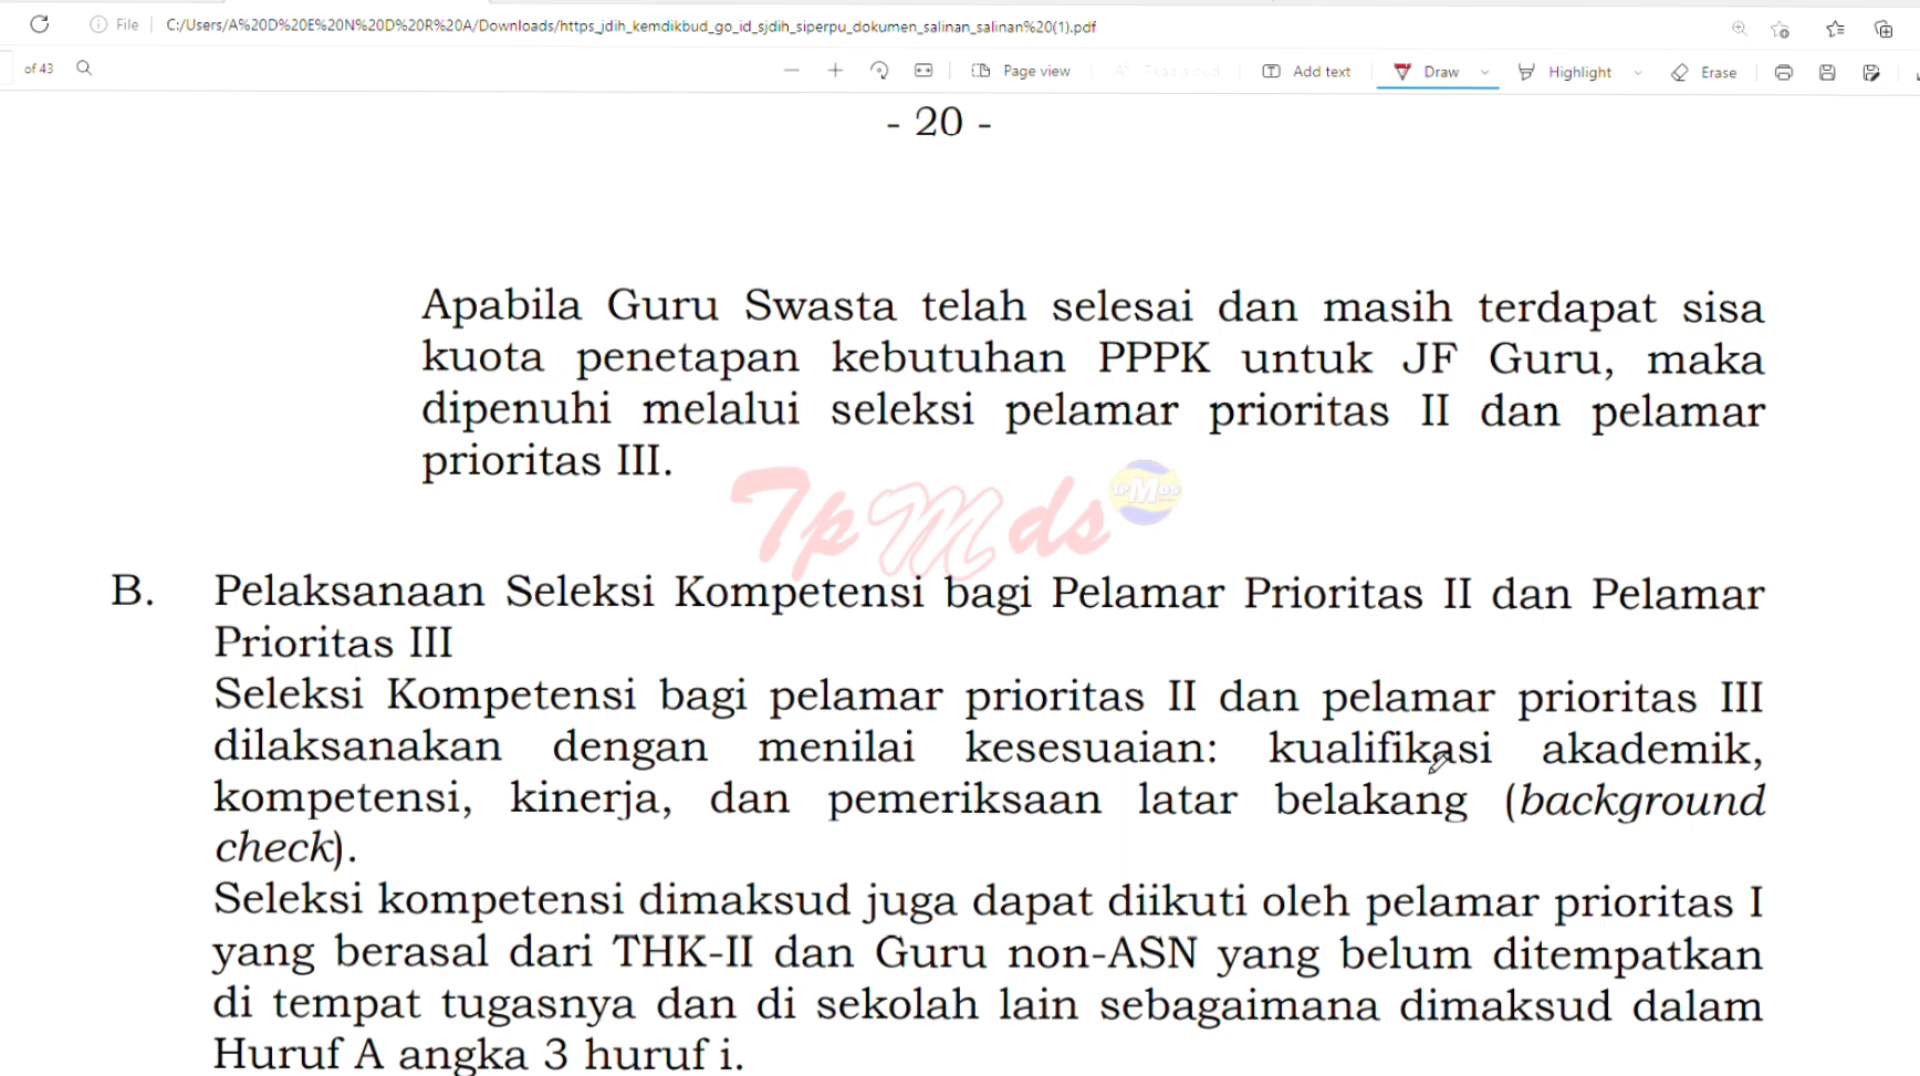 File C:/Users/A%20D%20E%20N%20D%20R%20A/Downloads/https_jdih_kemdikbud_go_id_sjdih_siperpu_dokumen_salinan_salinan%20(1).pdf
of 43 Page view Read aloud Add text Draw Highlight Erase
- 20 -
Apabila Guru Swasta telah selesai dan masih terdapat sisa
kuota penetapan kebutuhan PPPK untuk JF Guru, maka
dipenuhi melalui seleksi pelamar prioritas II dan pelamar
prioritas III.
TpMds TPMDS
B. Pelaksanaan Seleksi Kompetensi bagi Pelamar Prioritas II dan Pelamar
Prioritas III
Seleksi Kompetensi bagi pelamar prioritas II dan pelamar prioritas III
dilaksanakan dengan menilai kesesuaian: kualifikasi akademik,
kompetensi, kinerja, dan pemeriksaan latar belakang (background
check).
Seleksi kompetensi dimaksud juga dapat diikuti oleh pelamar prioritas I
yang berasal dari THK-II dan Guru non-ASN yang belum ditempatkan
di tempat tugasnya dan di sekolah lain sebagaimana dimaksud dalam
Huruf A angka 3 huruf i.